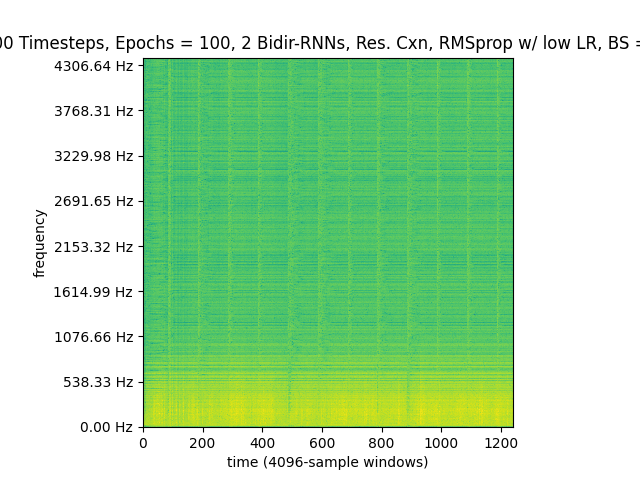 00 Timesteps, Epochs = 100, 2 Bidir-RNNs, Res. Cxn, RMSprop w/ low LR, BS =
4306.64 Hz
3768.31 Hz
3229.98 Hz
2691.65 Hz
2153.32 Hz
1614.99 Hz
1076.66 Hz
538.33 Hz
0.00 Hz
frequency
0 200 400 600 800 1000 1200
time (4096-sample windows)